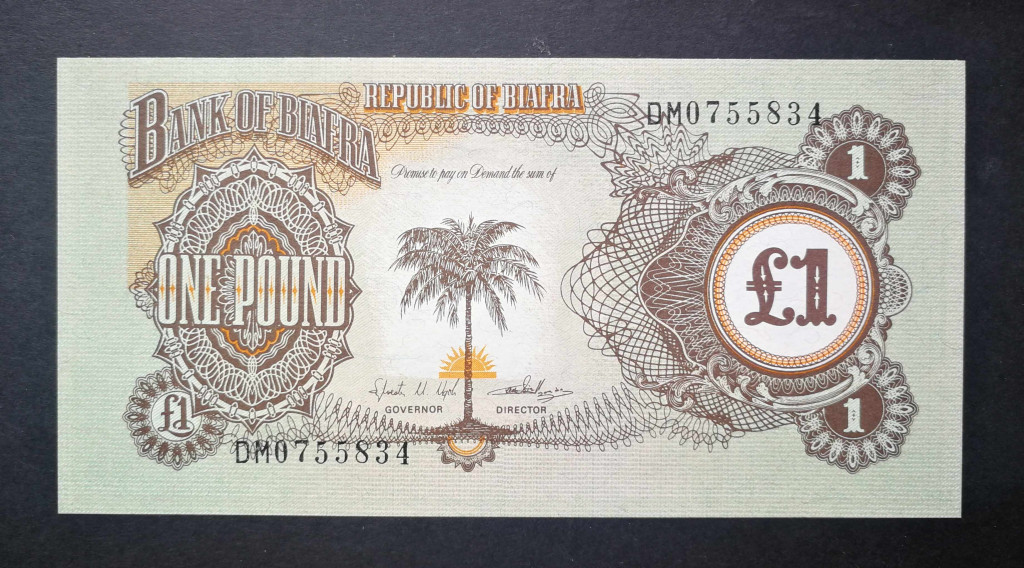 BANK OF BIAFRA
REPUBLIC OF BIAFRA
DM0755834
1
Promise to pay on Demand the sum of
ONE POUND
£1
£1
1
GOVERNOR
DIRECTOR
DM0755834